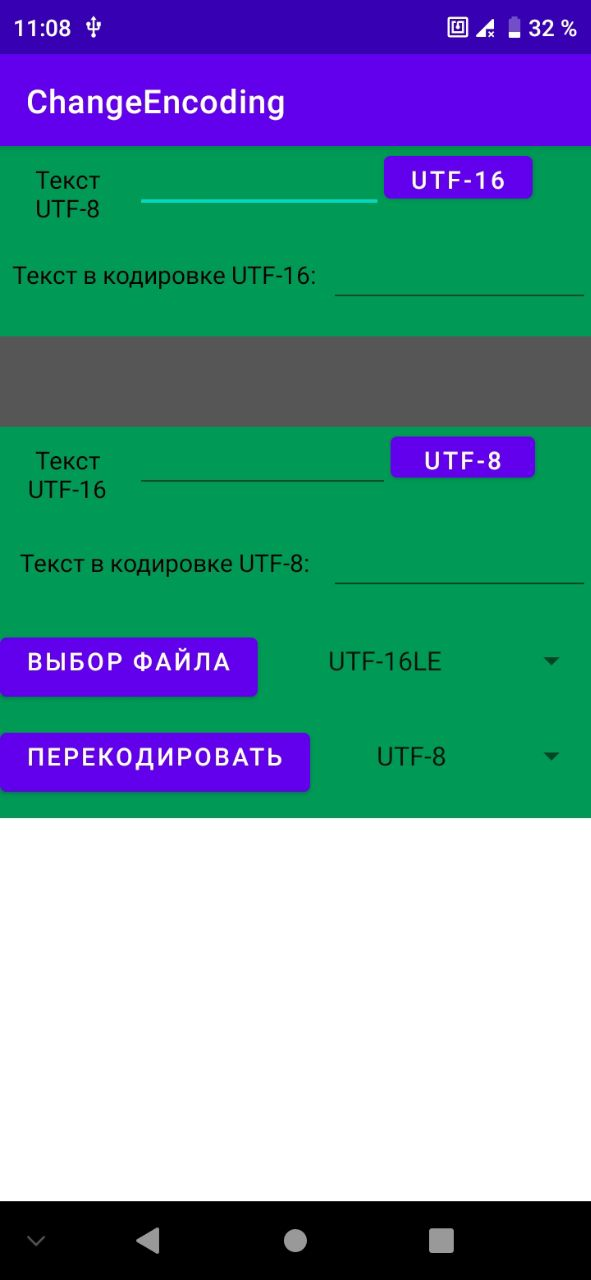 11:08 32 %
ChangeEncoding
Текст
UTF-8
UTF-16
Текст в кодировке UTF-16:
Текст
UTF-16
UTF-8
Текст в кодировке UTF-8:
ВЫБОР ФАЙЛА UTF-16LE
ПЕРЕКОДИРОВАТЬ UTF-8